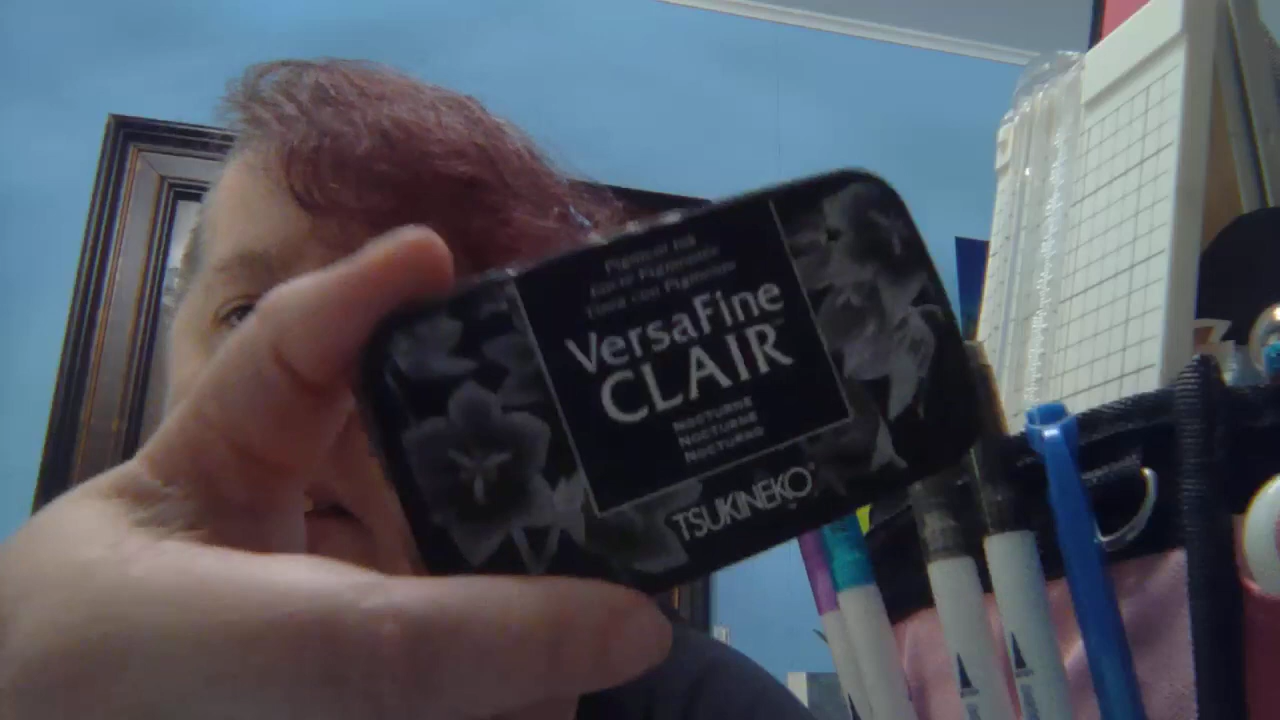 Pigment Ink
Encre Pigmentée
Tinta con Pigmento
VersaFine
CLAIR
NOCTURNE
NOCTURNE
NOCTURNO
TSUKINEKO